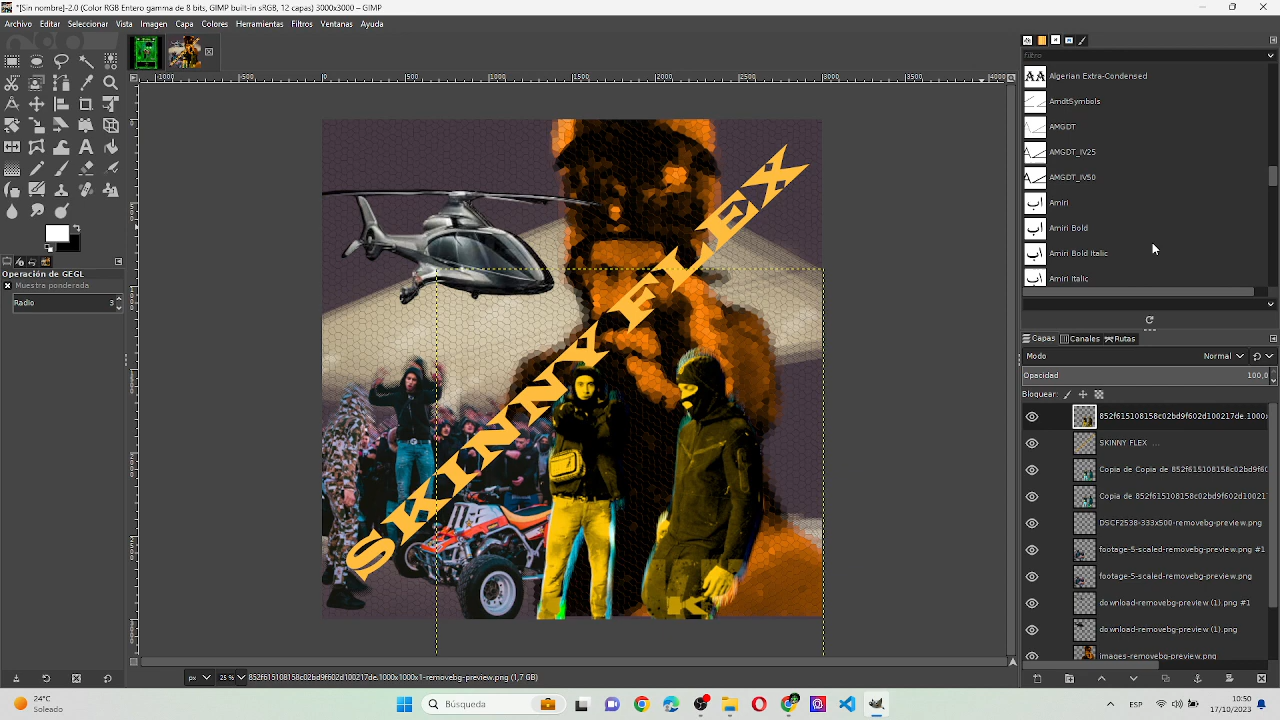 *[Sis nombre]-2.0 (Color RGB Entero gamma de 8 bits, GIMP built-in sRGB, 12 capas) 3000x3000 – GIMP
Archivo Editar Seleccionar Vista Imagen Capa Colores Herramientas Filtros Ventanas Ayuda
filtro
Algerian Extra-Condensed
AmdtSymbols
AMGDT
AMGDT_IV25
AMGDT_IV50
Amiri
Amiri Bold
Amiri Bold Italic
Amiri Italic
Operación de GEGL
Muestra ponderada
Radio 3
SKINNY FLEX
Capas Canales Rutas
Modo Normal
Opacidad 100,0
Bloquear:
852f615108158c02bd9f602d100217de.1000x
SKINNY FLEX ...
Copia de Copia de 852f615108158c02bd9f60
Copia de 852f615108158c02bd9f602d100217
DSCF2538-333x500-removebg-preview.png
footage-5-scaled-removebg-preview.png #1
footage-5-scaled-removebg-preview.png
download-removebg-preview (1).png #1
download-removebg-preview (1).png
images-removebg-preview.png
px 25 % 852f615108158c02bd9f602d100217de-1000x1000x1-removebg-preview.png (1,7 GB)
24°C
Soleado
Búsqueda
ESP
18:00
17/10/2023